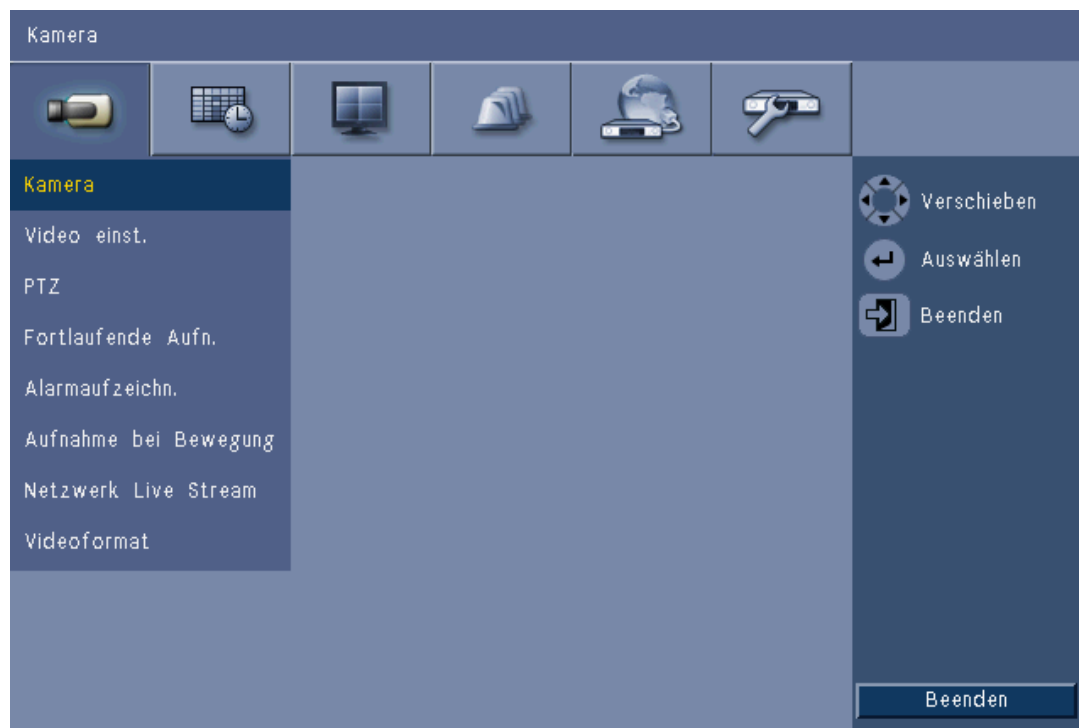 Kamera
Kamera
Video einst.
PTZ
Fortlaufende Aufn.
Alarmaufzeichn.
Aufnahme bei Bewegung
Netzwerk Live Stream
Videoformat
Verschieben
Auswählen
Beenden
Beenden